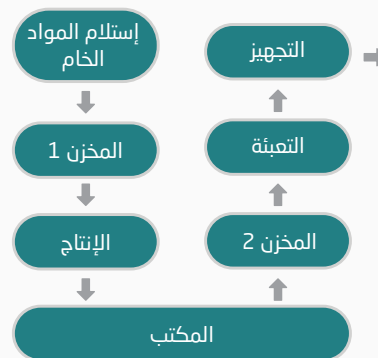 إستلام المواد
الخام
المخزن 1
الإنتاج
المكتب
المخزن 2
التعبئة
التجهيز